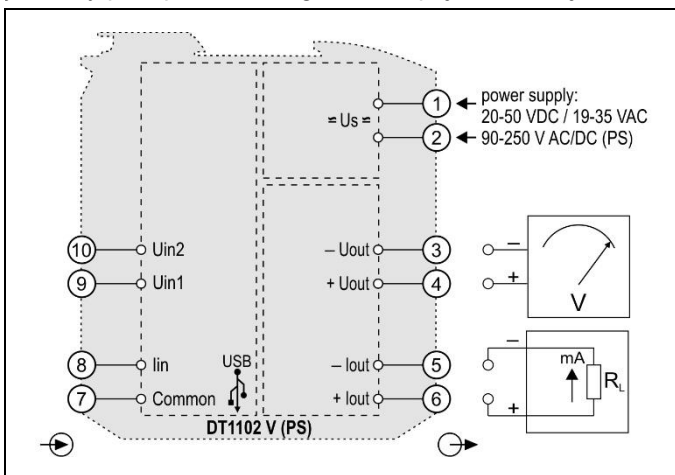 1
power supply:
20-50 VDC / 19-35 VAC
≂ Us ≂
2
90-250 V AC/DC (PS)
10
Uin2
– Uout
3
–
9
Uin1
+ Uout
4
+
V
8
Iin
USB
– Iout
5
–
mA
RL
7
Common
+ Iout
6
+
DT1102 V (PS)